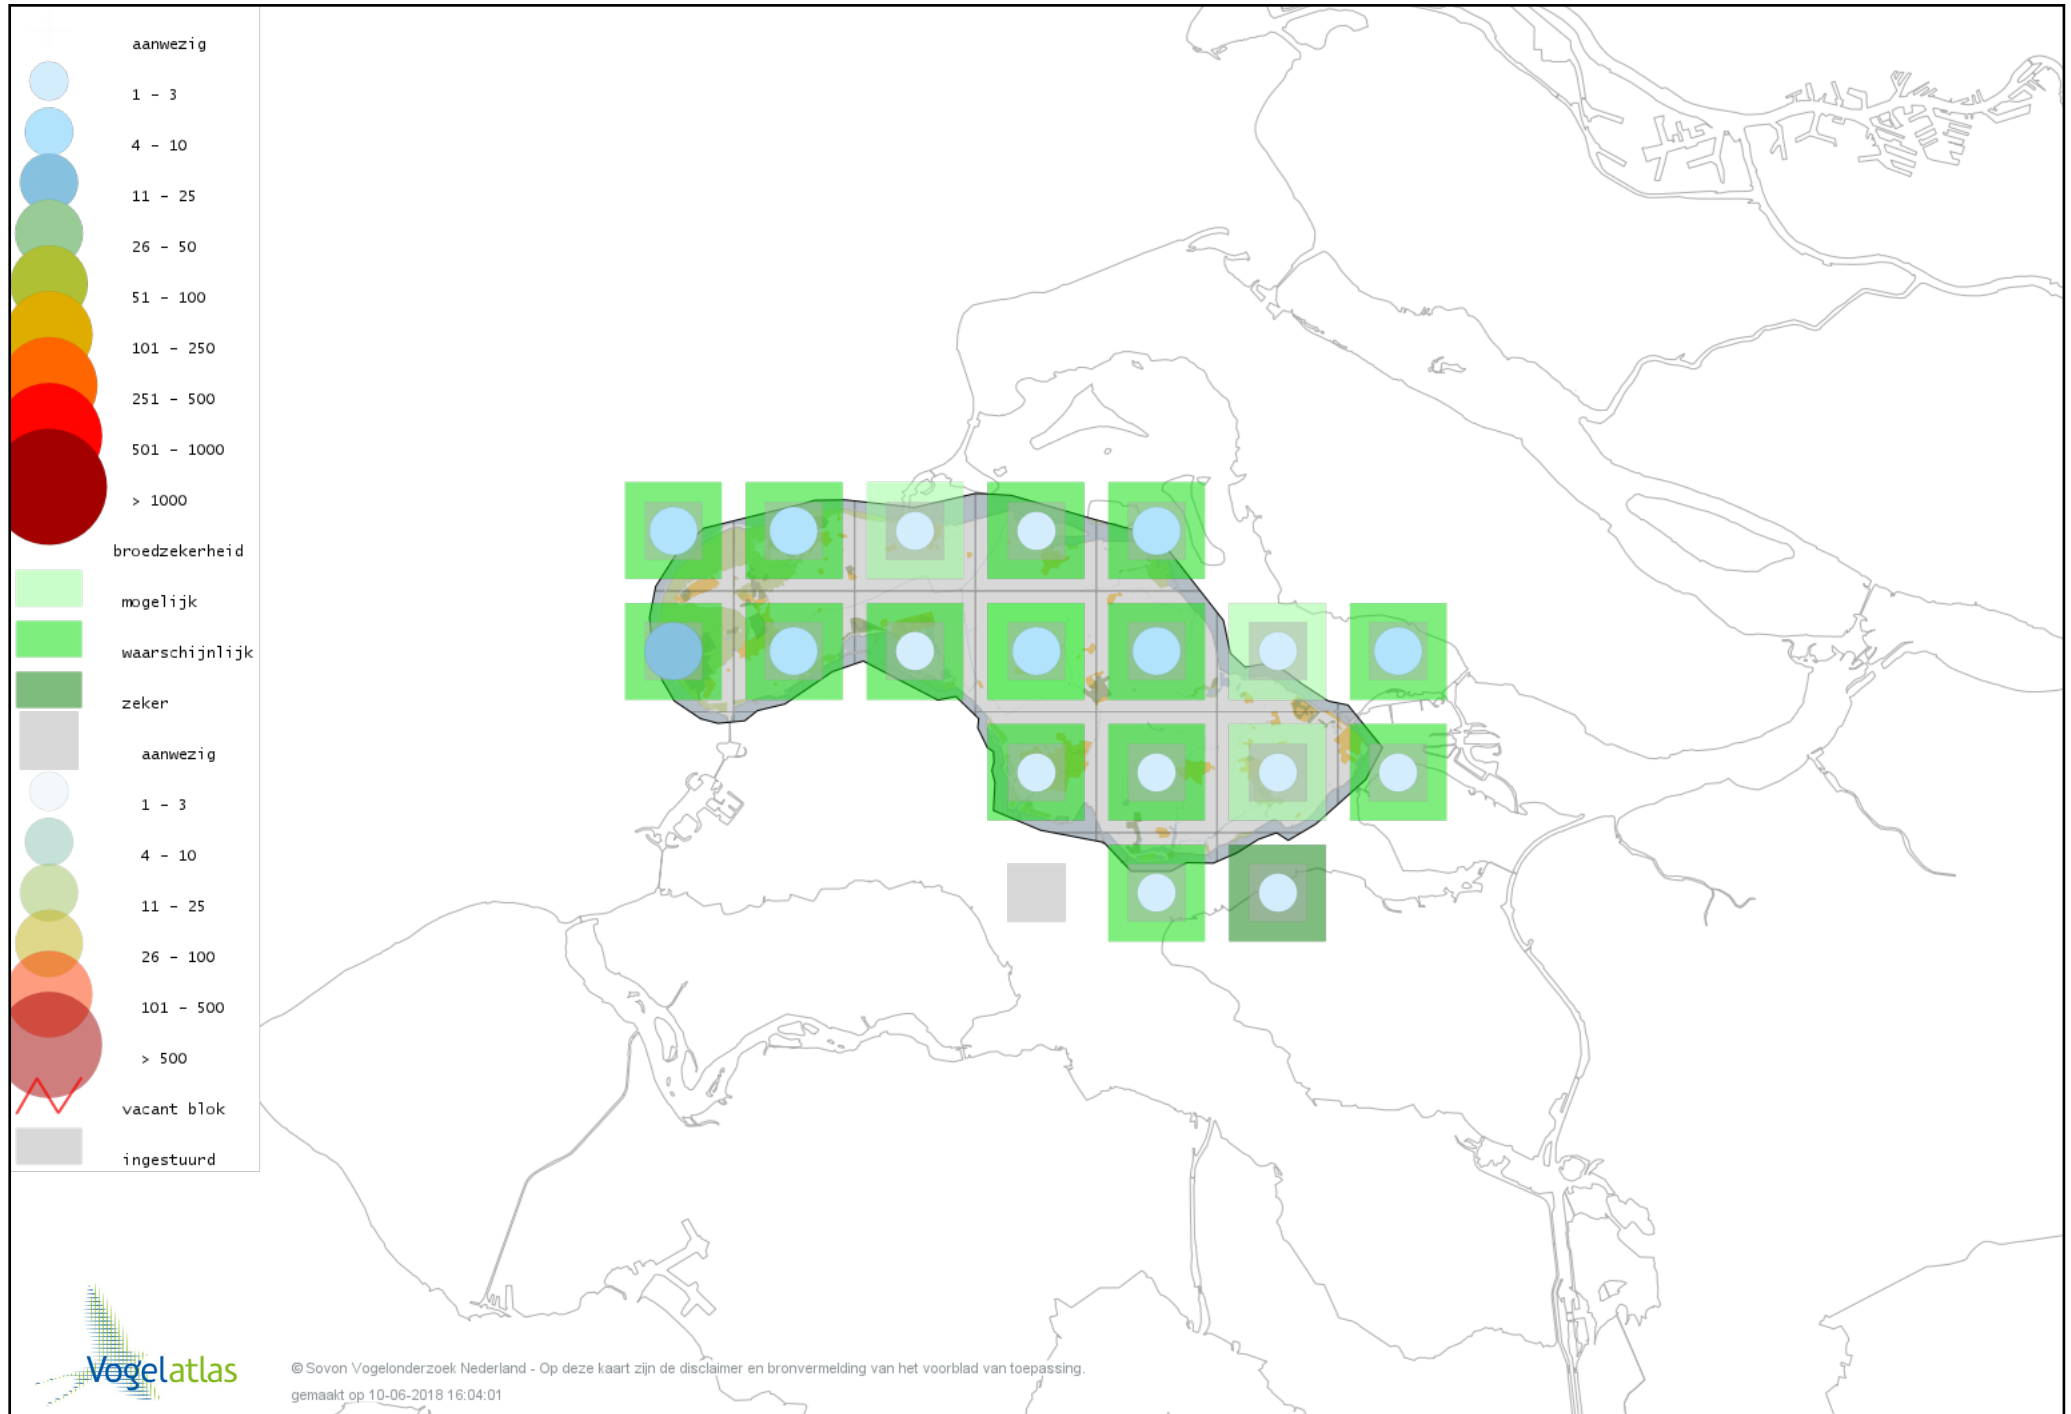 aanwezig
1 - 3
4 - 10
11 - 25
26 - 50
51 - 100
101 - 250
251 - 500
501 - 1000
> 1000
broedzekerheid
mogelijk
waarschijnlijk
zeker
aanwezig
1 - 3
4 - 10
11 - 25
26 - 100
101 - 500
> 500
vacant blok
ingestuurd
Vogelatlas
© Sovon Vogelonderzoek Nederland - Op deze kaart zijn de disclaimer en bronvermelding van het voorblad van toepassing.
gemaakt op 10-06-2018 16:04:01